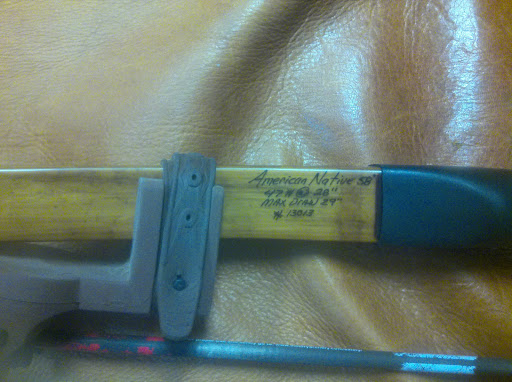 American Native 58"
47# @ 28"
MAX DRAW 29"
# 13013